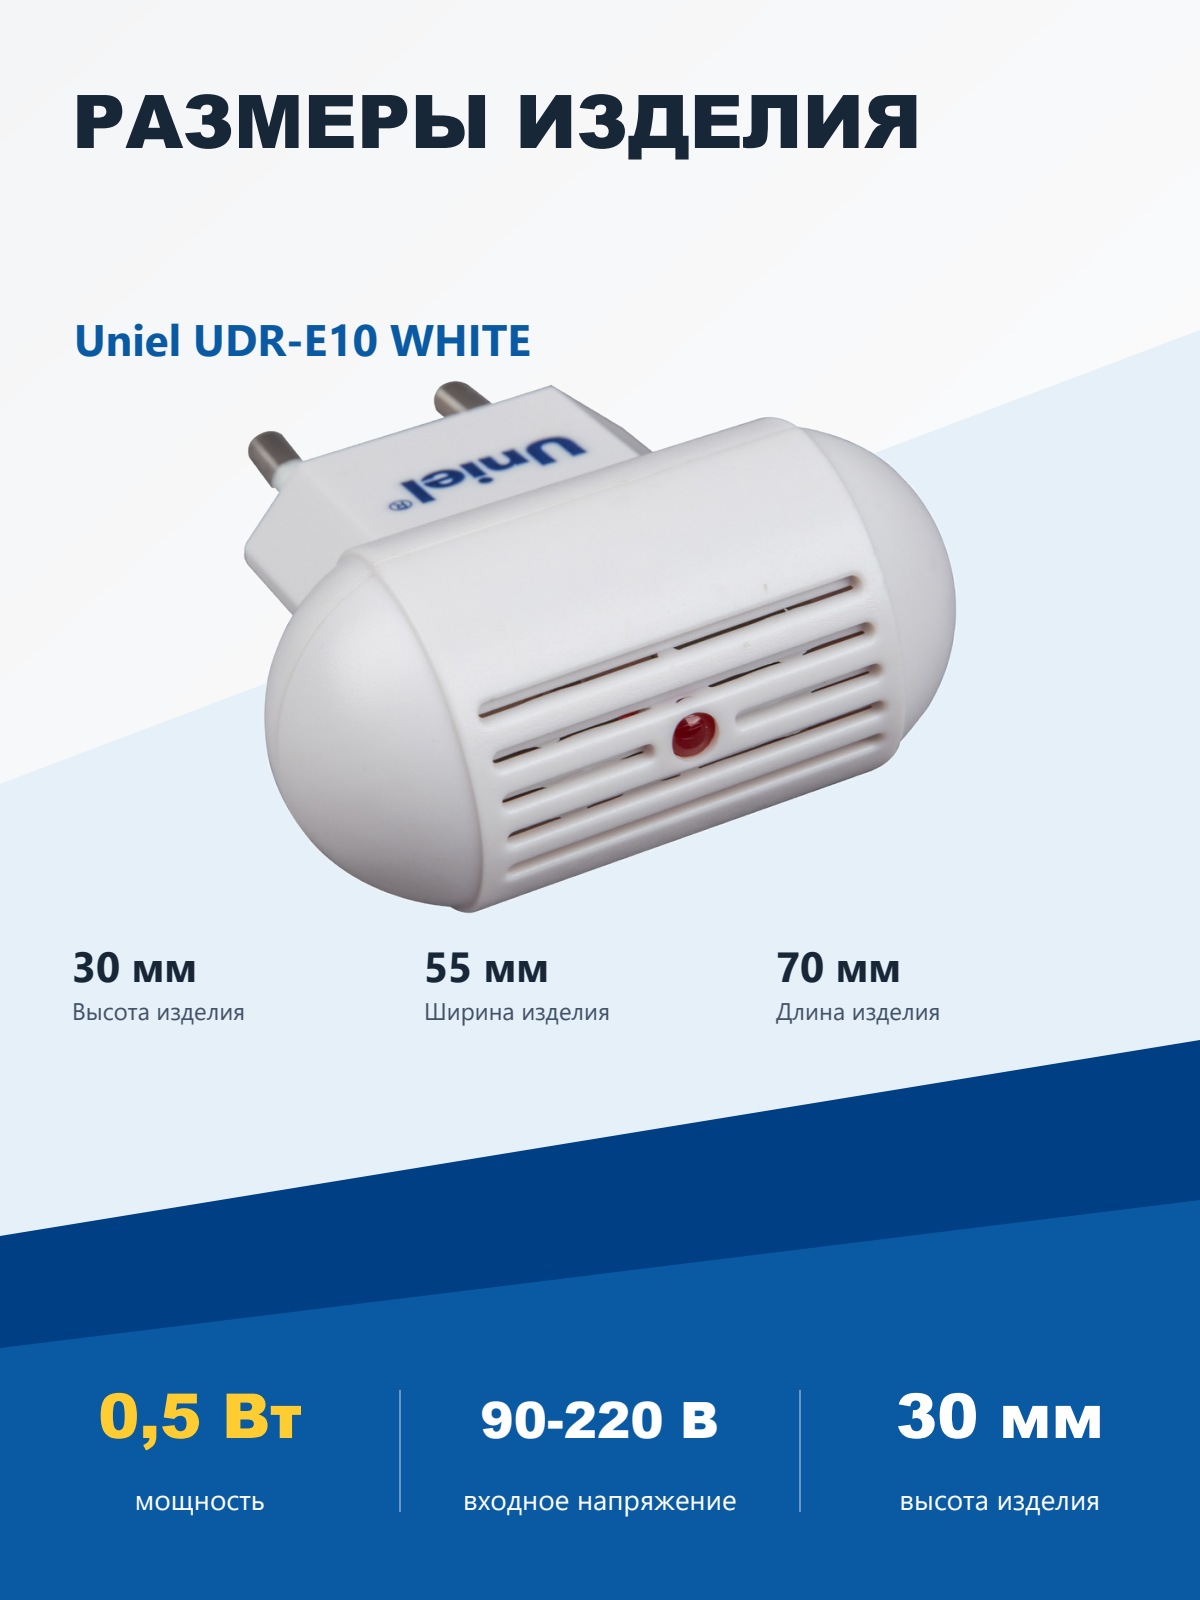 РАЗМЕРЫ ИЗДЕЛИЯ
Uniel UDR-E10 WHITE
Uniel®
30 мм
55 мм
70 мм
Высота изделия
Ширина изделия
Длина изделия
0,5 Вт
90-220 В
30 мм
мощность
входное напряжение
высота изделия